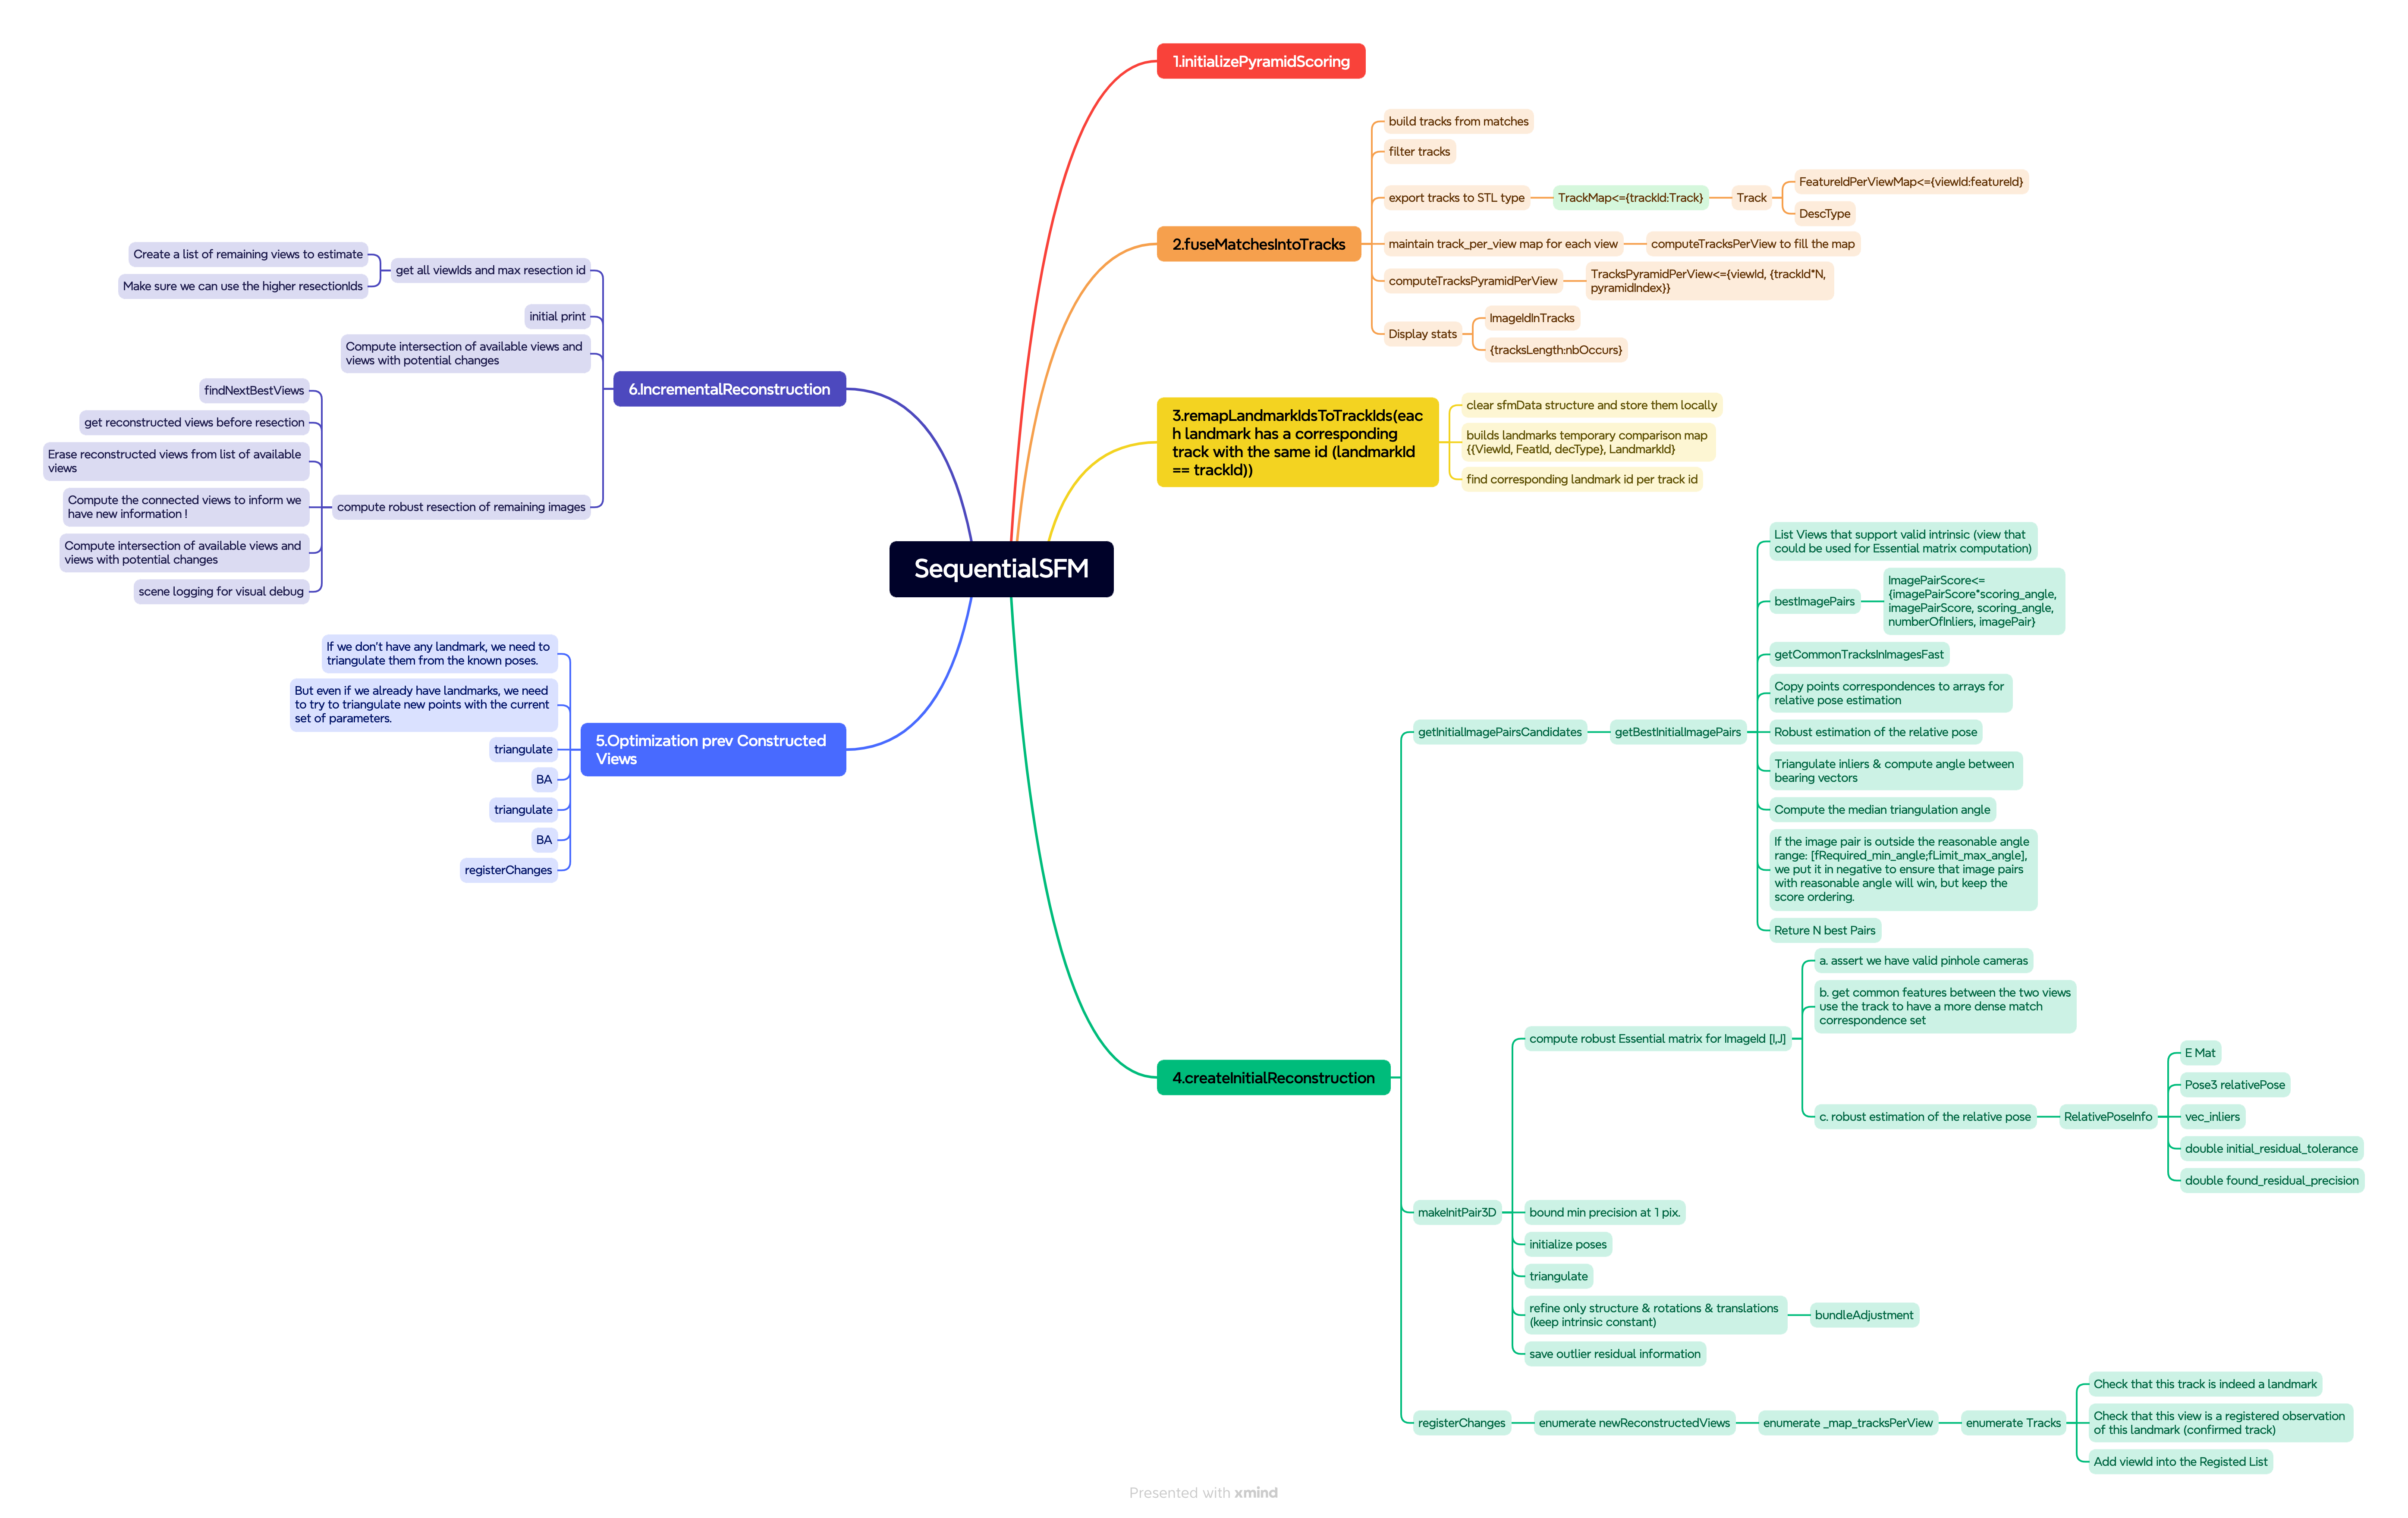 SequentialSFM
1.initializePyramidScoring
2.fuseMatchesIntoTracks
build tracks from matches
filter tracks
export tracks to STL type
TrackMap<={trackId:Track}
Track
FeatureIdPerViewMap<={viewId:featureId}
DescType
maintain track_per_view map for each view
computeTracksPerView to fill the map
computeTracksPyramidPerView
TracksPyramidPerView<={viewId, {trackId*N,
pyramidIndex}}
Display stats
ImageIdInTracks
{tracksLength:nbOccurs}
3.remapLandmarkIdsToTrackIds(eac
h landmark has a corresponding
track with the same id (landmarkId
== trackId))
clear sfmData structure and store them locally
builds landmarks temporary comparison map
{{ViewId, FeatId, decType}, LandmarkId}
find corresponding landmark id per track id
4.createInitialReconstruction
getInitialImagePairsCandidates
getBestInitialImagePairs
List Views that support valid intrinsic (view that
could be used for Essential matrix computation)
bestImagePairs
ImagePairScore<=
{imagePairScore*scoring_angle,
imagePairScore, scoring_angle,
numberOfInliers, imagePair}
getCommonTracksInImagesFast
Copy points correspondences to arrays for
relative pose estimation
Robust estimation of the relative pose
Triangulate inliers & compute angle between
bearing vectors
Compute the median triangulation angle
If the image pair is outside the reasonable angle
range: [fRequired_min_angle;fLimit_max_angle],
we put it in negative to ensure that image pairs
with reasonable angle will win, but keep the
score ordering.
Reture N best Pairs
makeInitPair3D
compute robust Essential matrix for ImageId [I,J]
a. assert we have valid pinhole cameras
b. get common features between the two views
use the track to have a more dense match
correspondence set
c. robust estimation of the relative pose
RelativePoseInfo
E Mat
Pose3 relativePose
vec_inliers
double initial_residual_tolerance
double found_residual_precision
bound min precision at 1 pix.
initialize poses
triangulate
refine only structure & rotations & translations
(keep intrinsic constant)
bundleAdjustment
save outlier residual information
registerChanges
enumerate newReconstructedViews
enumerate _map_tracksPerView
enumerate Tracks
Check that this track is indeed a landmark
Check that this view is a registered observation
of this landmark (confirmed track)
Add viewId into the Registed List
5.Optimization prev Constructed
Views
If we don't have any landmark, we need to
triangulate them from the known poses.
But even if we already have landmarks, we need
to try to triangulate new points with the current
set of parameters.
triangulate
BA
triangulate
BA
registerChanges
6.IncrementalReconstruction
get all viewIds and max resection id
Create a list of remaining views to estimate
Make sure we can use the higher resectionIds
initial print
Compute intersection of available views and
views with potential changes
compute robust resection of remaining images
findNextBestViews
get reconstructed views before resection
Erase reconstructed views from list of available
views
Compute the connected views to inform we
have new information !
Compute intersection of available views and
views with potential changes
scene logging for visual debug
Presented with xmind